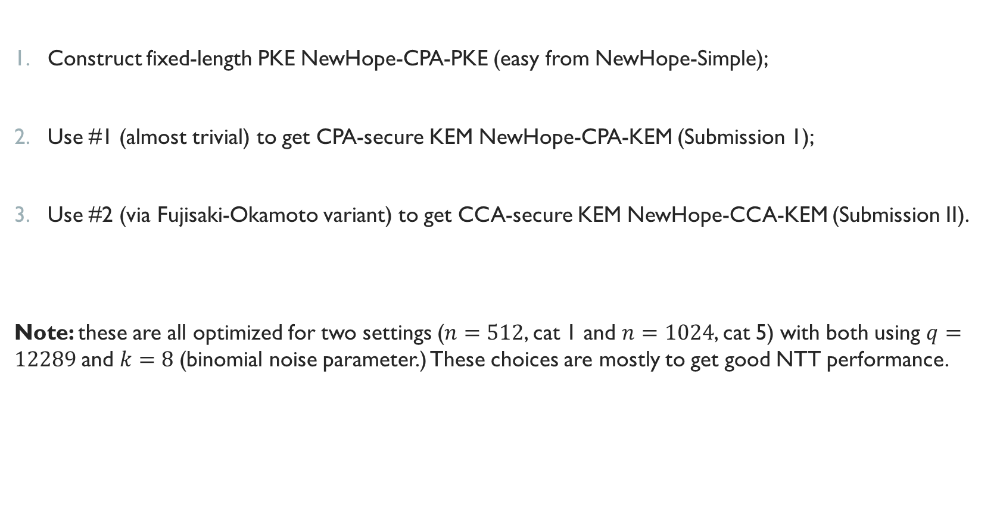 1. Construct fixed-length PKE NewHope-CPA-PKE (easy from NewHope-Simple);
2. Use #1 (almost trivial) to get CPA-secure KEM NewHope-CPA-KEM (Submission 1);
3. Use #2 (via Fujisaki-Okamoto variant) to get CCA-secure KEM NewHope-CCA-KEM (Submission II).
Note: these are all optimized for two settings (n = 512, cat 1 and n = 1024, cat 5) with both using q =
12289 and k = 8 (binomial noise parameter.) These choices are mostly to get good NTT performance.